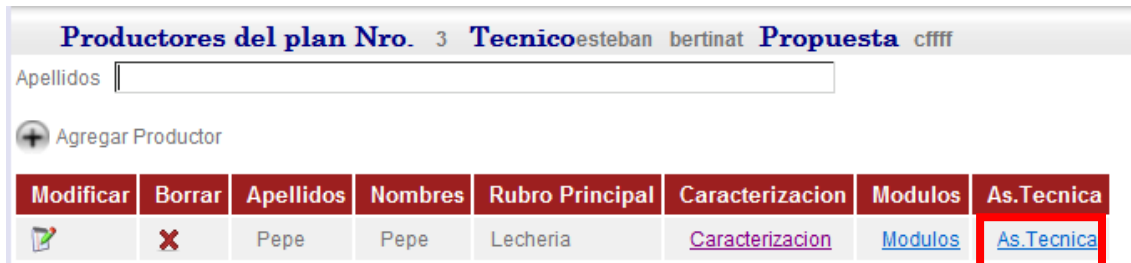 Productores del plan Nro. 3 Tecnicoesteban bertinat Propuesta cffff
Apellidos
Agregar Productor
Modificar Borrar Apellidos Nombres Rubro Principal Caracterizacion Modulos As.Tecnica
Pepe Pepe Lecheria Caracterizacion Modulos As.Tecnica